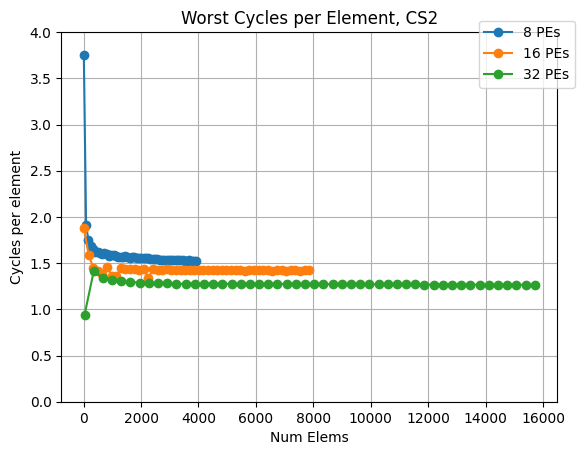 Worst Cycles per Element, CS2
8 PEs
16 PEs
32 PEs
Cycles per element
4.0
3.5
3.0
2.5
2.0
1.5
1.0
0.5
0.0
0 2000 4000 6000 8000 10000 12000 14000 16000
Num Elems